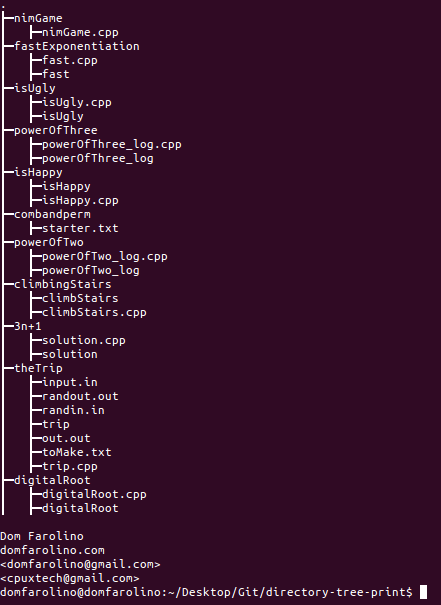 .
├─nimGame
│  ├─nimGame.cpp
├─fastExponentiation
│  ├─fast.cpp
│  ├─fast
├─isUgly
│  ├─isUgly.cpp
│  ├─isUgly
├─powerOfThree
│  ├─powerOfThree_log.cpp
│  ├─powerOfThree_log
├─isHappy
│  ├─isHappy
│  ├─isHappy.cpp
├─combandperm
│  ├─starter.txt
├─powerOfTwo
│  ├─powerOfTwo_log.cpp
│  ├─powerOfTwo_log
├─climbingStairs
│  ├─climbStairs
│  ├─climbStairs.cpp
├─3n+1
│  ├─solution.cpp
│  ├─solution
├─theTrip
│  ├─input.in
│  ├─randout.out
│  ├─randin.in
│  ├─trip
│  ├─out.out
│  ├─toMake.txt
│  ├─trip.cpp
├─digitalRoot
│  ├─digitalRoot.cpp
│  ├─digitalRoot

Dom Farolino
domfarolino.com
<domfarolino@gmail.com>
<cpuxtech@gmail.com>
domfarolino@domfarolino:~/Desktop/Git/directory-tree-print$